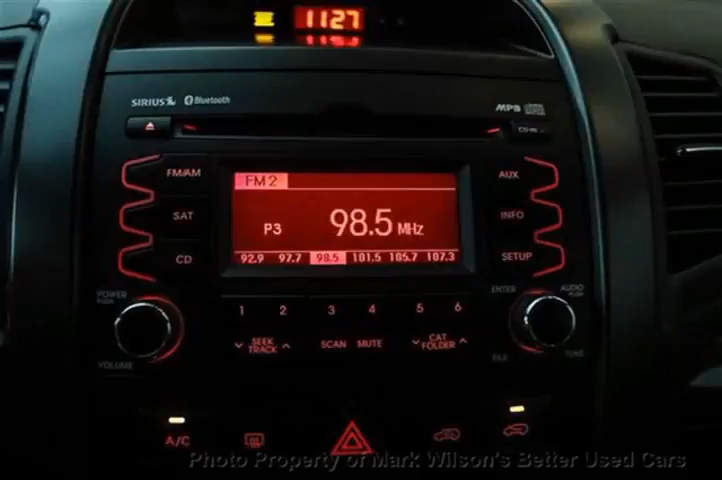 1127
SIRIUS Bluetooth MP3
CD-IN
FM/AM FM2 AUX
SAT P3 98.5 MHz INFO
CD 92.9 97.7 98.5 101.5 105.7 107.3 SETUP
POWER PUSH ENTER AUDIO PUSH
1 2 3 4 5 6
VOLUME SEEK TRACK SCAN MUTE CAT FOLDER FILE TUNE
A/C
Photo Property of Mark Wilson's Better Used Cars